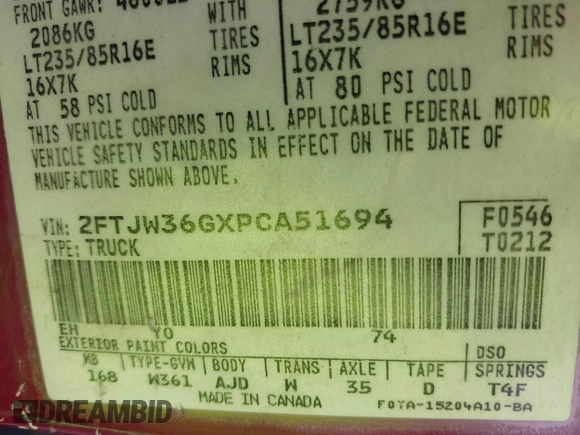 FRONT GAWR:
2086KG WITH
LT235/85R16E TIRES
16X7K RIMS
AT 58 PSI COLD
2759KG WITH
LT235/85R16E TIRES
16X7K RIMS
AT 80 PSI COLD
THIS VEHICLE CONFORMS TO ALL APPLICABLE FEDERAL MOTOR
VEHICLE SAFETY STANDARDS IN EFFECT ON THE DATE OF
MANUFACTURE SHOWN ABOVE.
VIN: 2FTJW36GXPCA51694
TYPE: TRUCK
F0546
T0212
EH YO 74
EXTERIOR PAINT COLORS DSO
WB TYPE-GVW BODY TRANS AXLE TAPE SPRINGS
168 W361 AJD W 35 D T4F
MADE IN CANADA
F0TA-15204A10-BA
DREAMBID